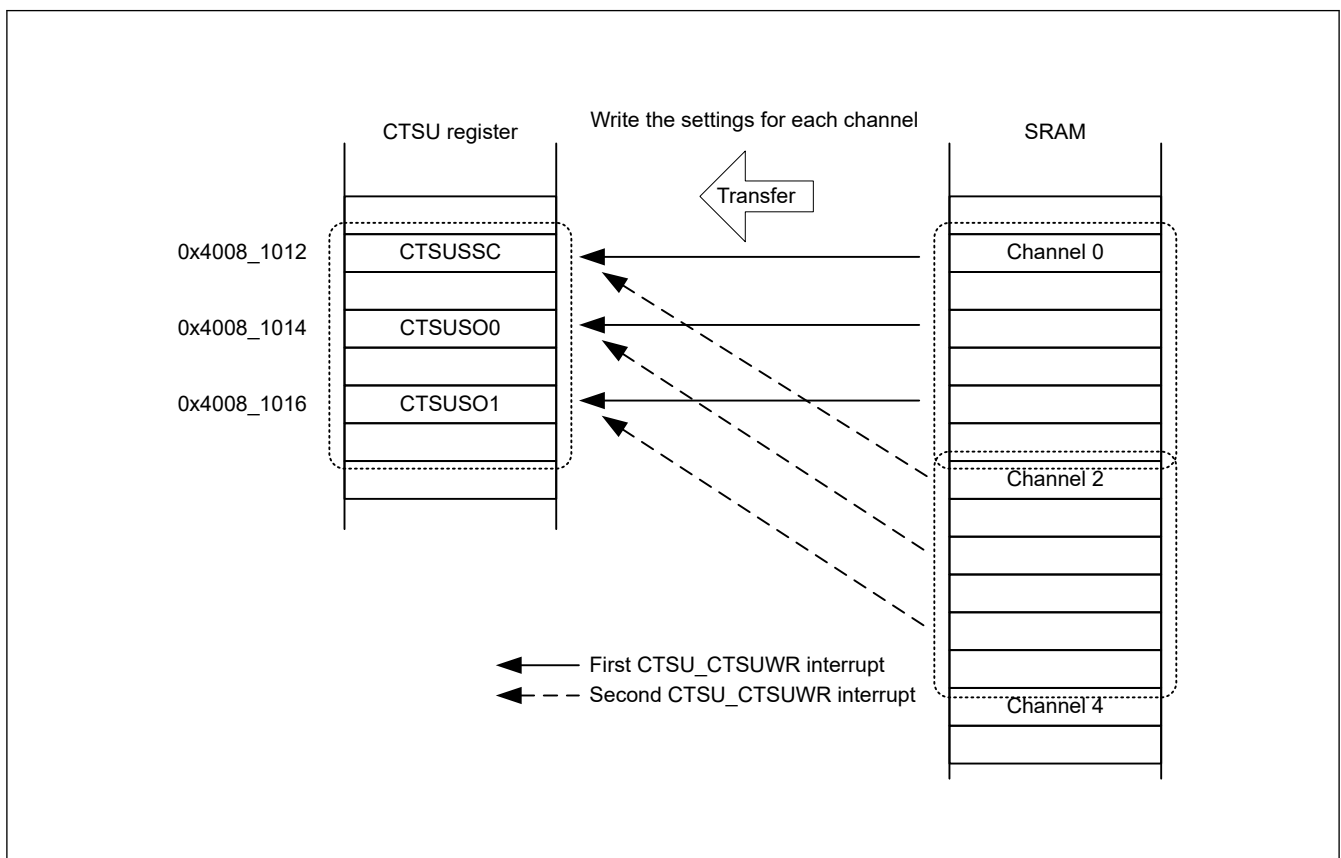 Write the settings for each channel
CTSU register
SRAM
Transfer
0x4008_1012
CTSUSSC
Channel 0
0x4008_1014
CTSUSO0
0x4008_1016
CTSUSO1
Channel 2
First CTSU_CTSUWR interrupt
Second CTSU_CTSUWR interrupt
Channel 4